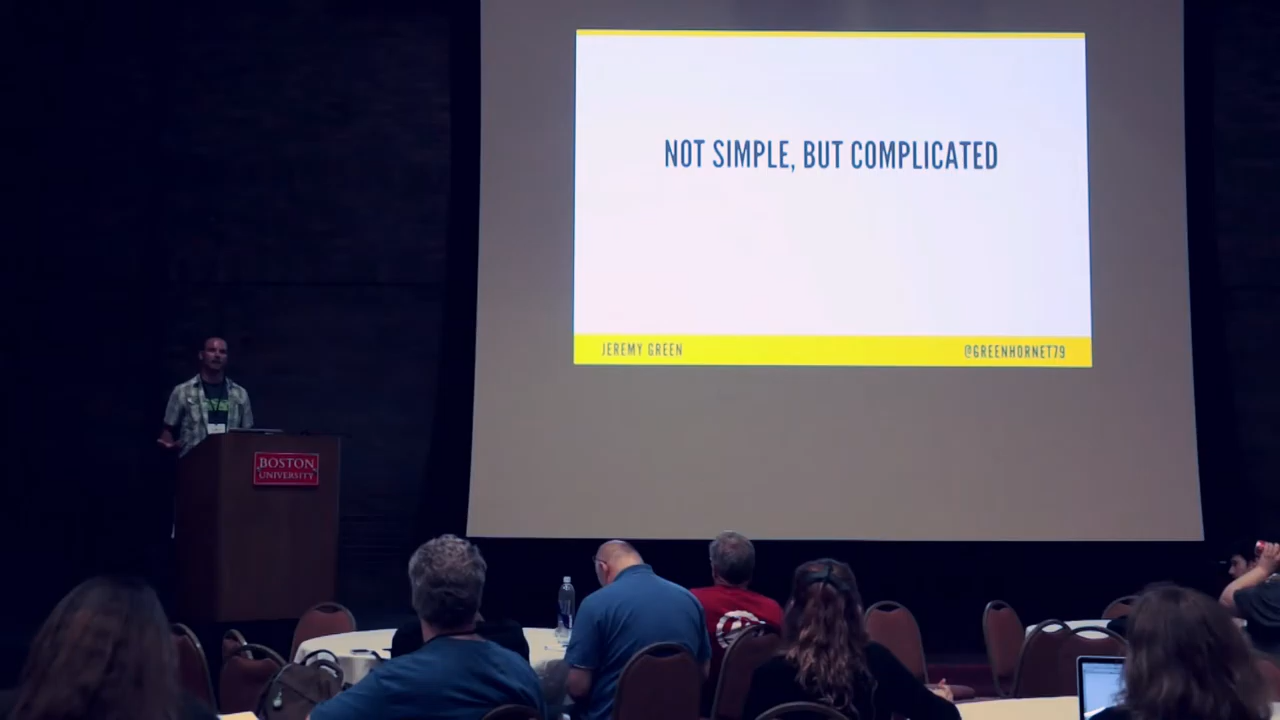 NOT SIMPLE, BUT COMPLICATED
JEREMY GREEN
@GREENHORNET79
BOSTON
UNIVERSITY